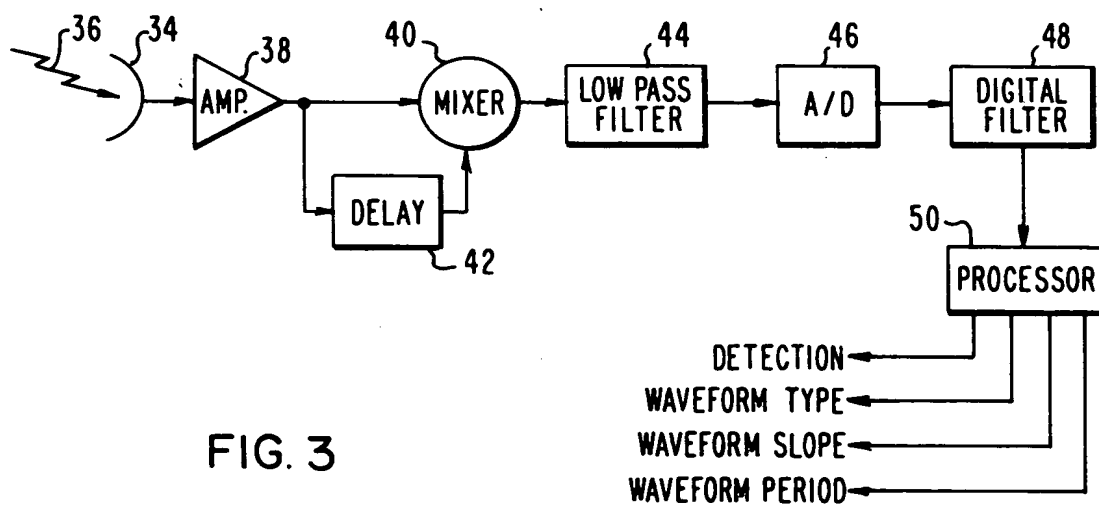 36
34
38
40
44
46
48
AMP.
MIXER
LOW PASS
FILTER
A/D
DIGITAL
FILTER
DELAY
42
50
PROCESSOR
DETECTION
WAVEFORM TYPE
WAVEFORM SLOPE
WAVEFORM PERIOD
FIG. 3